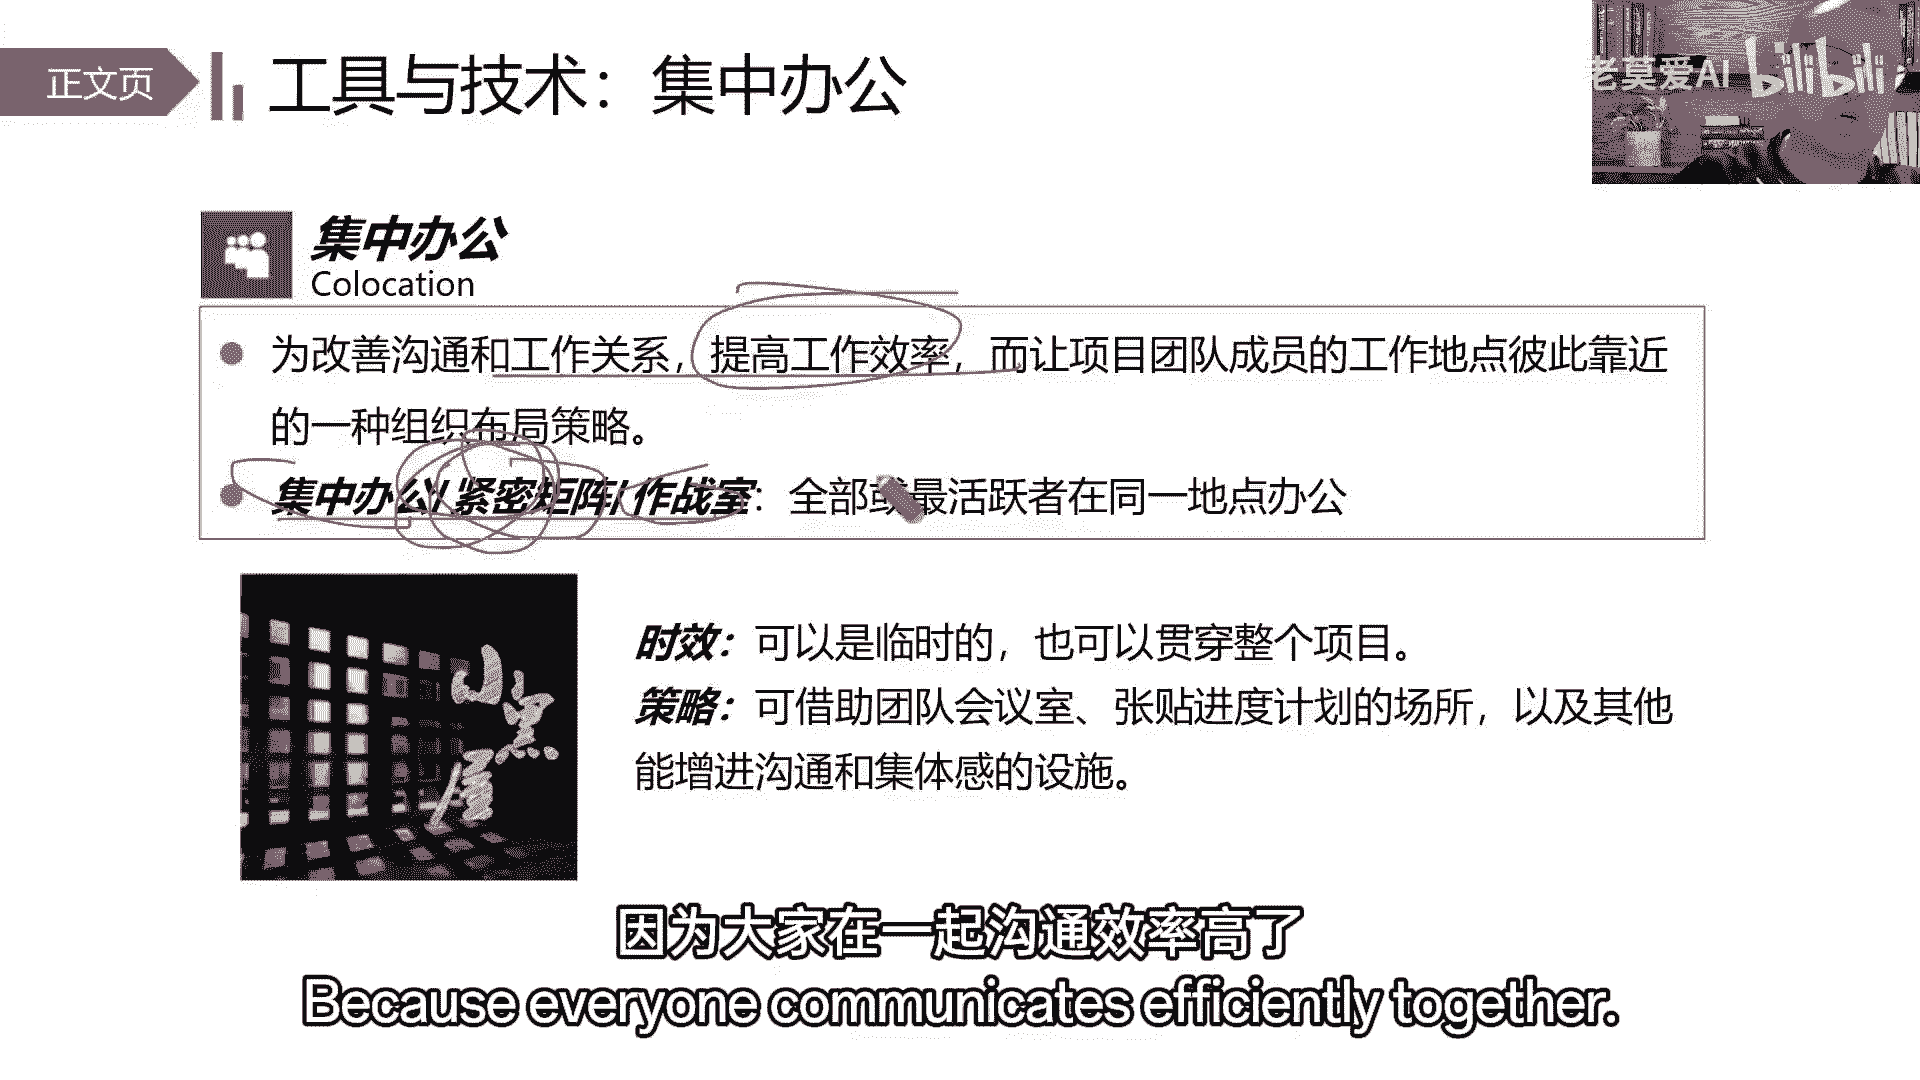 正文页
工具与技术：集中办公
老莫爱AI bilibili
集中办公
Colocation
为改善沟通和工作关系，提高工作效率，而让项目团队成员的工作地点彼此靠近
的一种组织布局策略。
集中办公/紧密矩阵/作战室：全部或最活跃者在同一地点办公
小黑屋
时效：可以是临时的，也可以贯穿整个项目。
策略：可借助团队会议室、张贴进度计划的场所，以及其他
能增进沟通和集体感的设施。
因为大家在一起沟通效率高了
Because everyone communicates efficiently together.